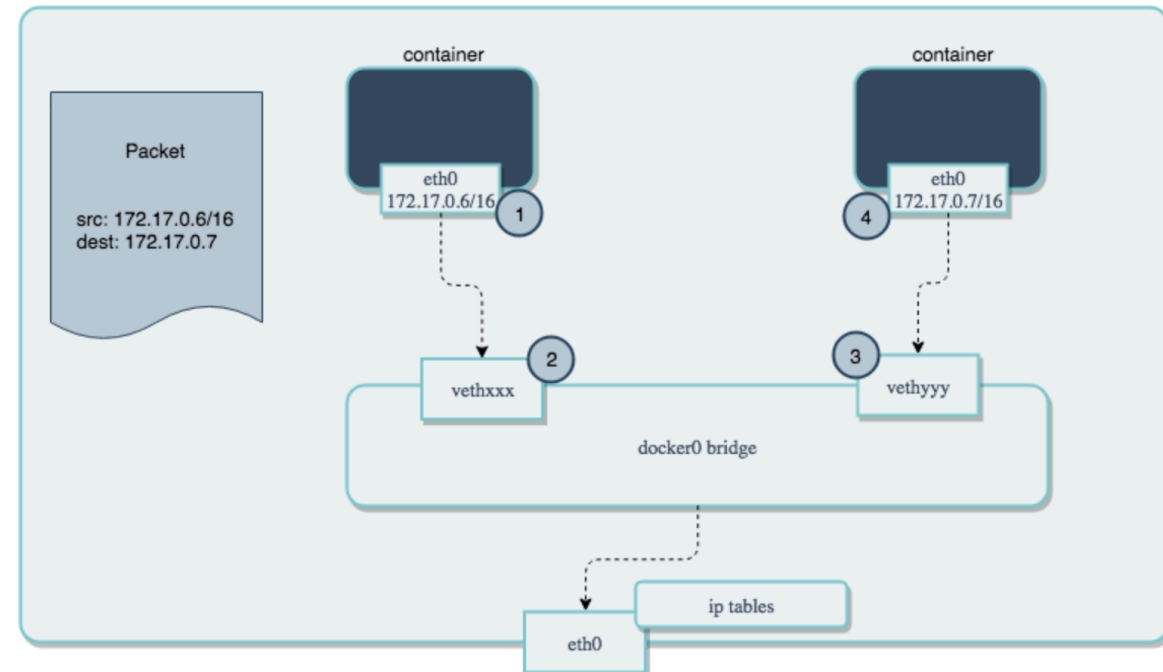 container
container
Packet
src: 172.17.0.6/16
dest: 172.17.0.7
eth0
172.17.0.6/16
1
eth0
172.17.0.7/16
4
vethxxx
2
3
vethyyy
docker0 bridge
ip tables
eth0